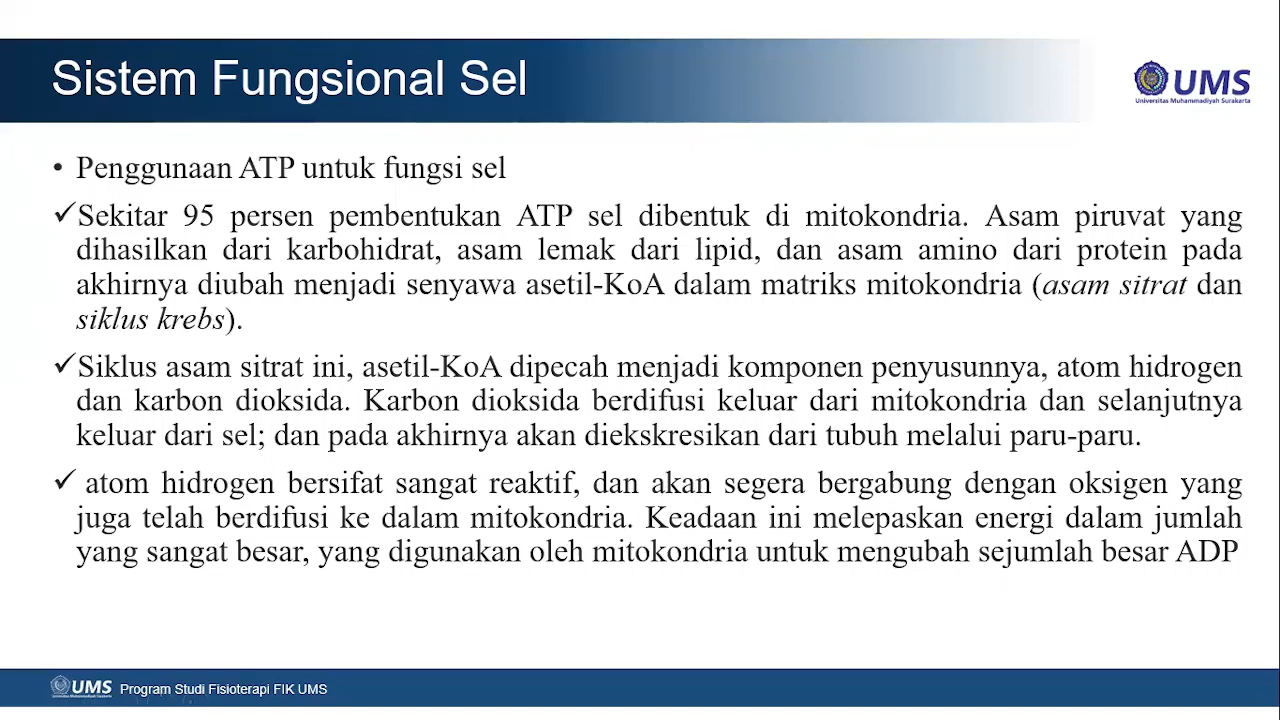 Sistem Fungsional Sel
UMS
Universitas Muhammadiyah Surakarta
• Penggunaan ATP untuk fungsi sel
✓Sekitar 95 persen pembentukan ATP sel dibentuk di mitokondria. Asam piruvat yang
dihasilkan dari karbohidrat, asam lemak dari lipid, dan asam amino dari protein pada
akhirnya diubah menjadi senyawa asetil-KoA dalam matriks mitokondria (asam sitrat dan
siklus krebs).
✓Siklus asam sitrat ini, asetil-KoA dipecah menjadi komponen penyusunnya, atom hidrogen
dan karbon dioksida. Karbon dioksida berdifusi keluar dari mitokondria dan selanjutnya
keluar dari sel; dan pada akhirnya akan diekskresikan dari tubuh melalui paru-paru.
✓ atom hidrogen bersifat sangat reaktif, dan akan segera bergabung dengan oksigen yang
juga telah berdifusi ke dalam mitokondria. Keadaan ini melepaskan energi dalam jumlah
yang sangat besar, yang digunakan oleh mitokondria untuk mengubah sejumlah besar ADP
UMS
Program Studi Fisioterapi FIK UMS